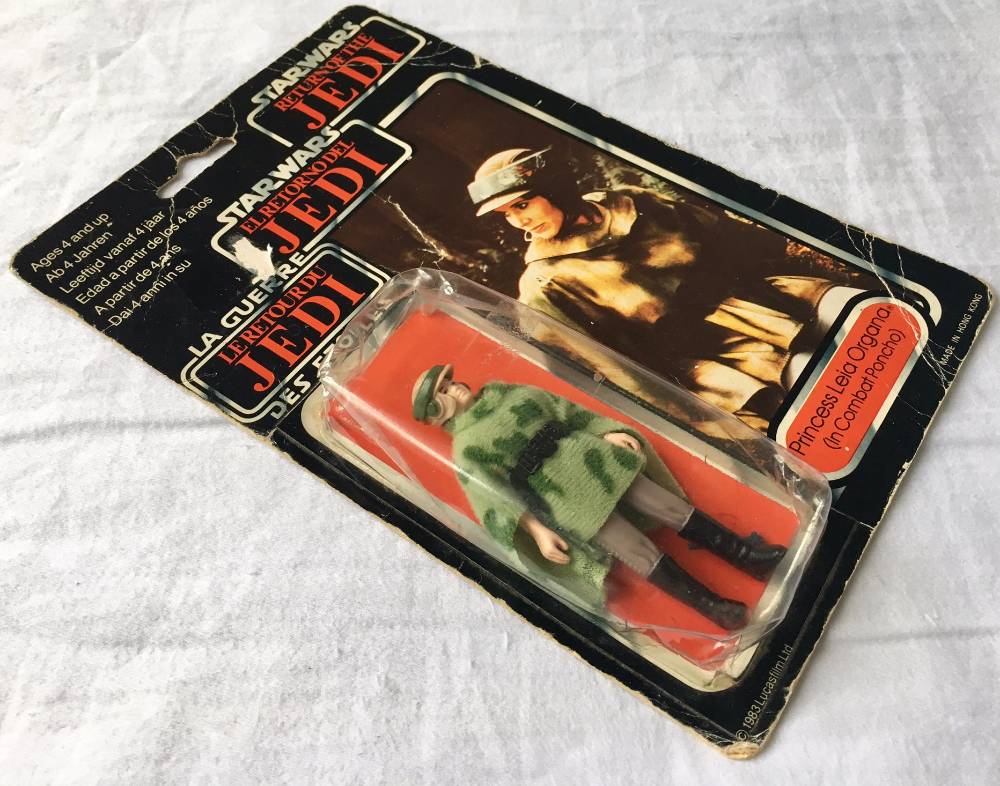 STAR WARS
RETURN OF THE
JEDI
STAR WARS
EL RETORNO DEL
JEDI
LA GUERRE
LE RETOUR DU
JEDI
DES
Ages 4 and up
Ab 4 Jahren
Leeftijd vanaf 4 jaar
Edad a partir de los 4 años
A partir de 4 ans
Dai 4 anni in su
Princess Leia Organa
(In Combat Poncho)
MADE IN HONG KONG
© 1983 Lucasfilm Ltd